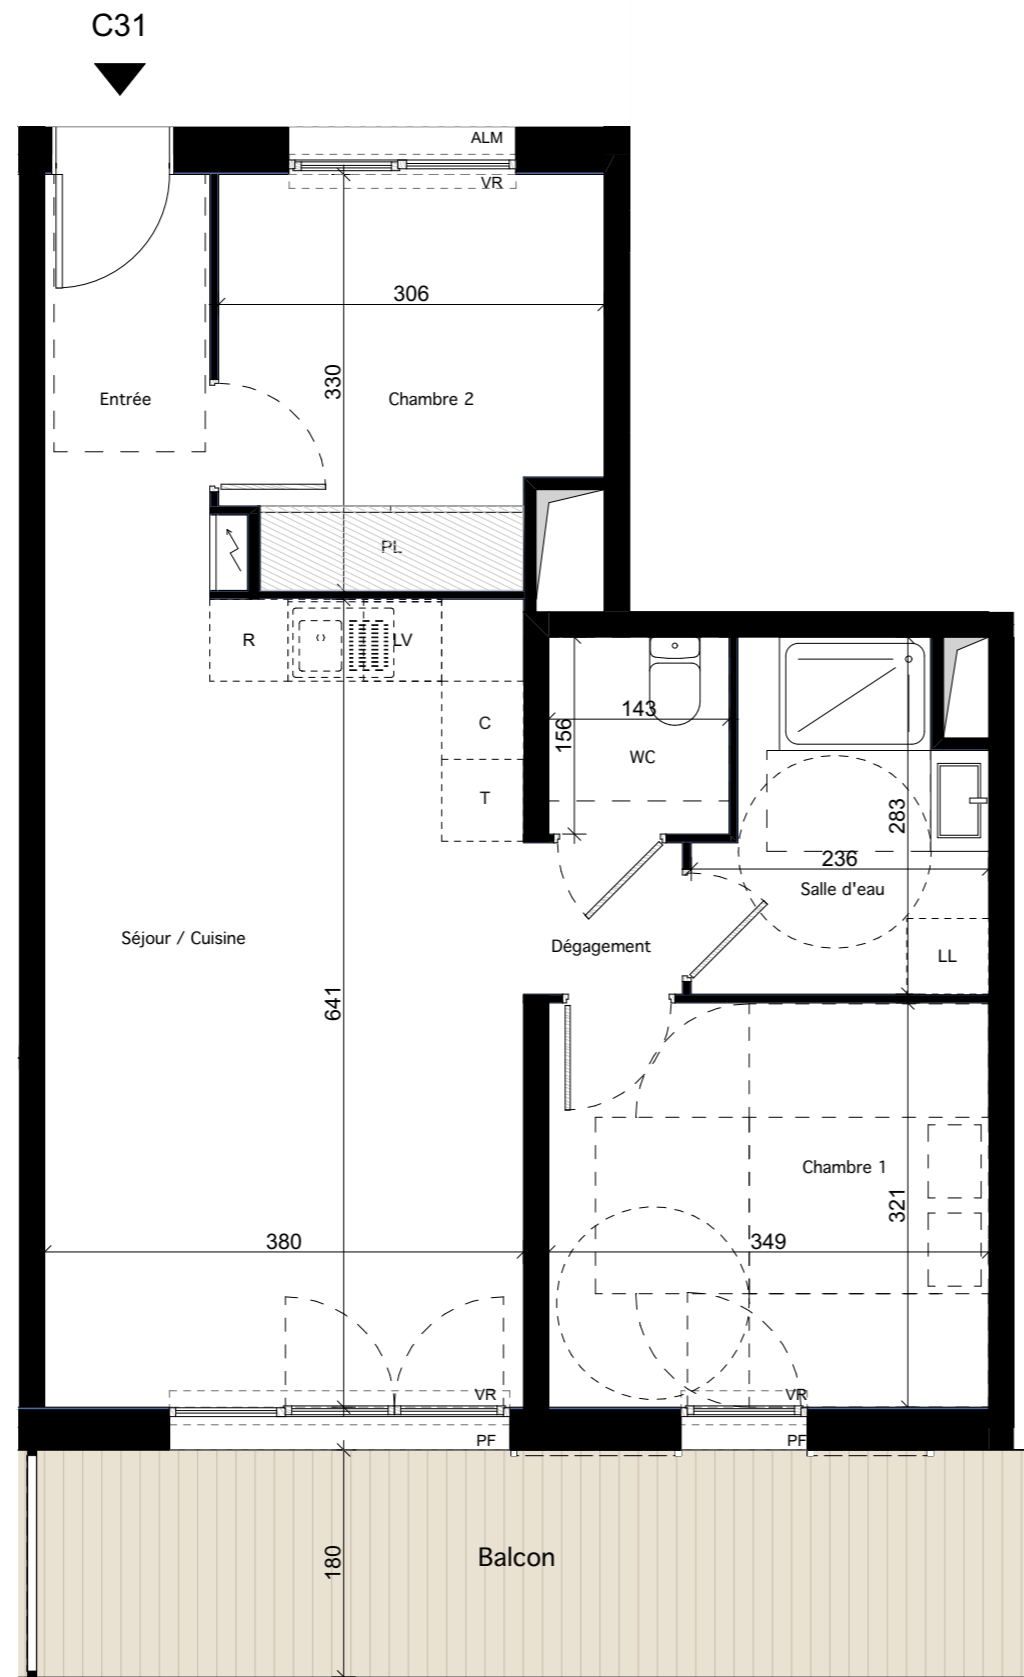 C31
ALM
VR
306
330
Entrée
Chambre 2
PL
R
LV
C
T
143
156
WC
283
236
Salle d'eau
LL
Séjour / Cuisine
Dégagement
641
Chambre 1
321
380
349
VR
VR
PF
PF
180
Balcon